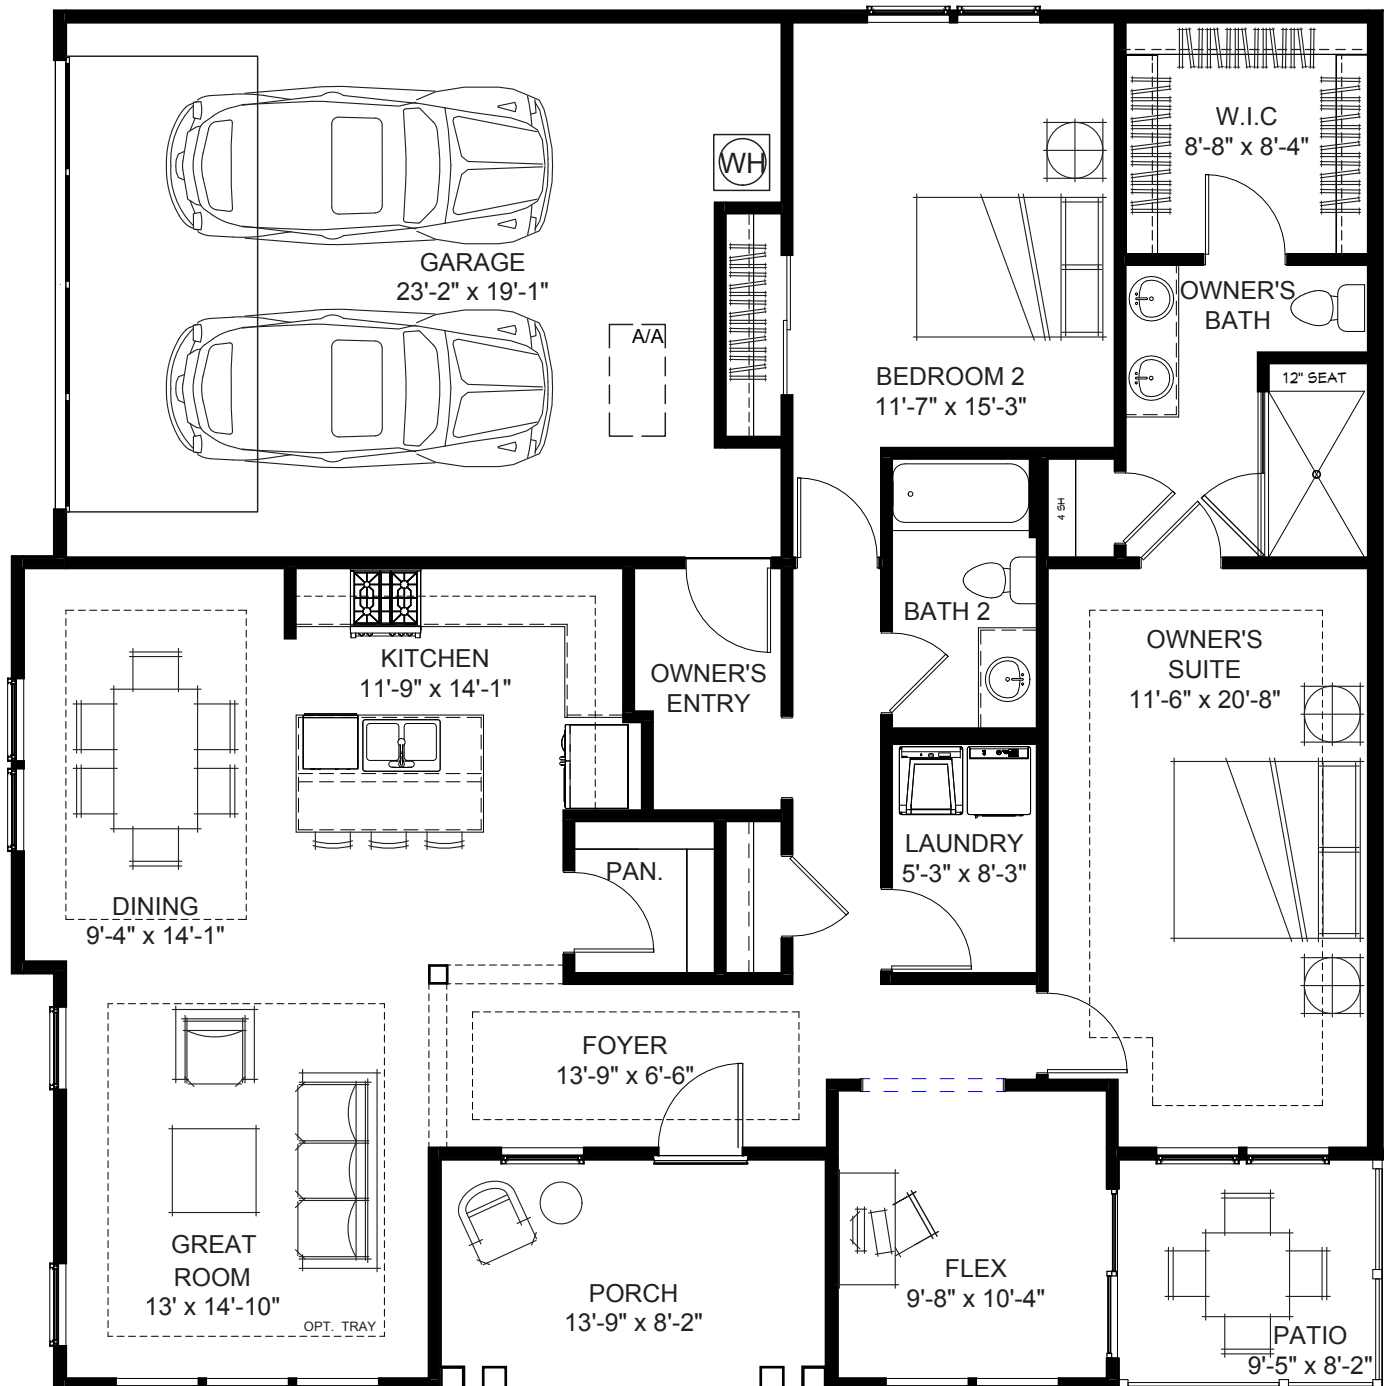 W.I.C
8'-8" x 8'-4"
WH
GARAGE
23'-2" x 19'-1"
OWNER'S
BATH
A/A
BEDROOM 2
11'-7" x 15'-3"
12" SEAT
4 SH
BATH 2
KITCHEN
11'-9" x 14'-1"
OWNER'S
ENTRY
OWNER'S
SUITE
11'-6" x 20'-8"
LAUNDRY
5'-3" x 8'-3"
PAN.
DINING
9'-4" x 14'-1"
FOYER
13'-9" x 6'-6"
GREAT
ROOM
13' x 14'-10"
OPT. TRAY
PORCH
13'-9" x 8'-2"
FLEX
9'-8" x 10'-4"
PATIO
9'-5" x 8'-2"